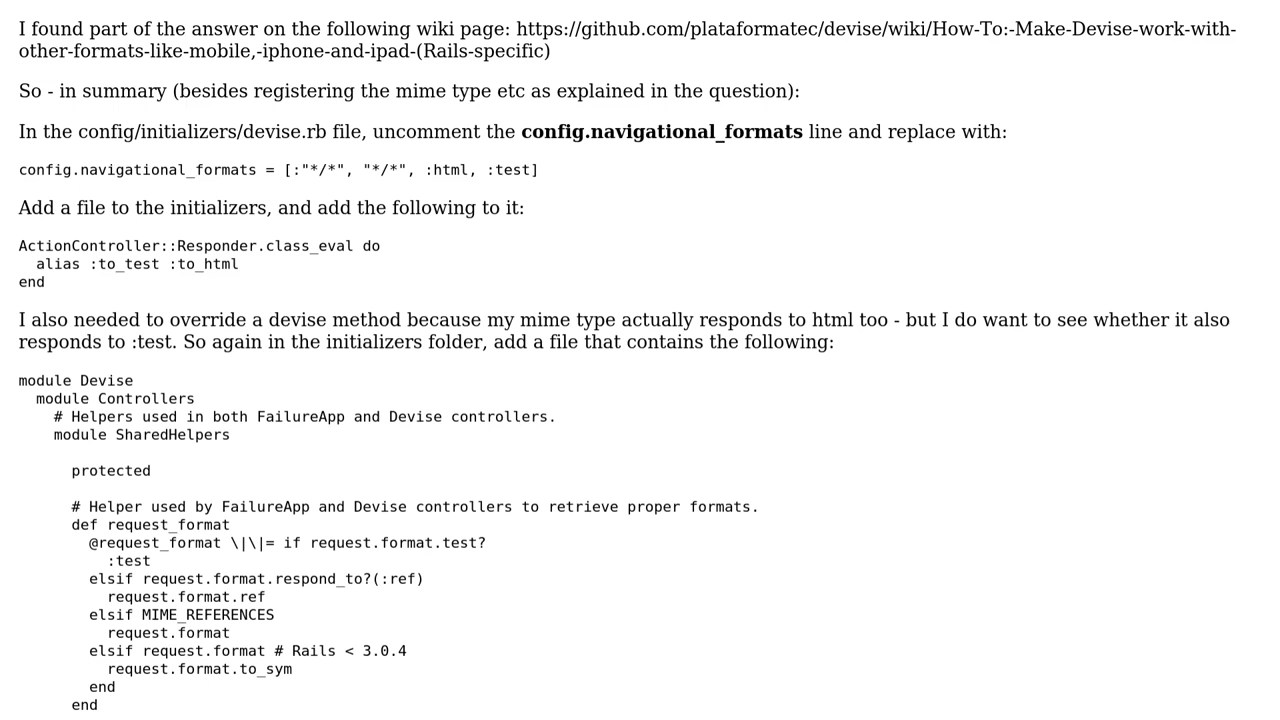 I found part of the answer on the following wiki page: https://github.com/plataformatec/devise/wiki/How-To:-Make-Devise-work-with-
other-formats-like-mobile,-iphone-and-ipad-(Rails-specific)
So - in summary (besides registering the mime type etc as explained in the question):
In the config/initializers/devise.rb file, uncomment the config.navigational_formats line and replace with:
config.navigational_formats = [:"*/*", "*/*", :html, :test]
Add a file to the initializers, and add the following to it:
ActionController::Responder.class_eval do
  alias :to_test :to_html
end
I also needed to override a devise method because my mime type actually responds to html too - but I do want to see whether it also
responds to :test. So again in the initializers folder, add a file that contains the following:
module Devise
  module Controllers
    # Helpers used in both FailureApp and Devise controllers.
    module SharedHelpers
      protected
      # Helper used by FailureApp and Devise controllers to retrieve proper formats.
      def request_format
        @request_format \|\|= if request.format.test?
          :test
        elsif request.format.respond_to?(:ref)
          request.format.ref
        elsif MIME_REFERENCES
          request.format
        elsif request.format # Rails < 3.0.4
          request.format.to_sym
        end
      end